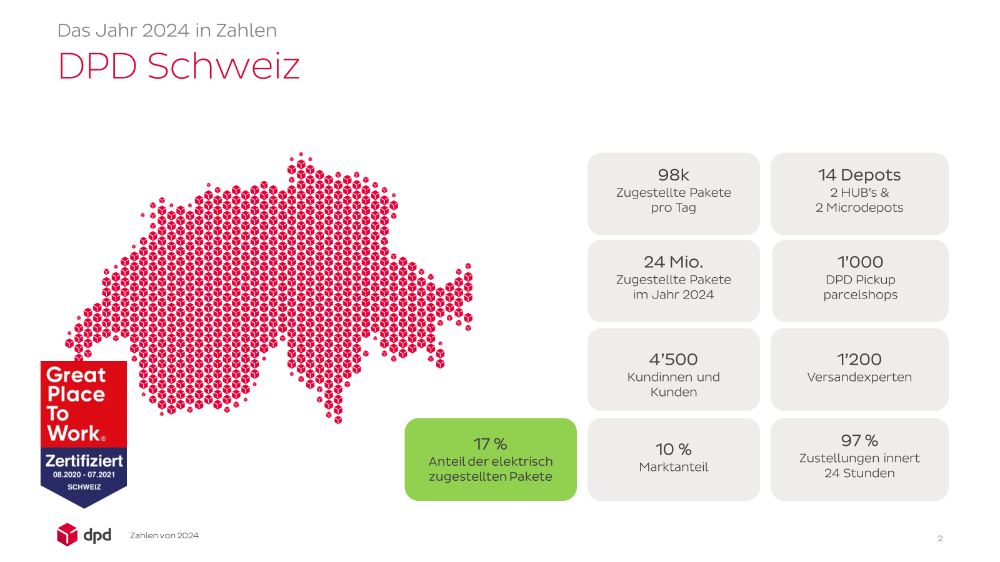 Das Jahr 2024 in Zahlen
DPD Schweiz
98k
Zugestellte Pakete
pro Tag
14 Depots
2 HUB’s &
2 Microdepots
24 Mio.
Zugestellte Pakete
im Jahr 2024
1’000
DPD Pickup
parcelshops
4’500
Kundinnen und
Kunden
1’200
Versandexperten
17 %
Anteil der elektrisch
zugestellten Pakete
10 %
Marktanteil
97 %
Zustellungen innert
24 Stunden
Great
Place
To
Work®
Zertifiziert
08.2020 - 07.2021
SCHWEIZ
dpd
Zahlen von 2024
2